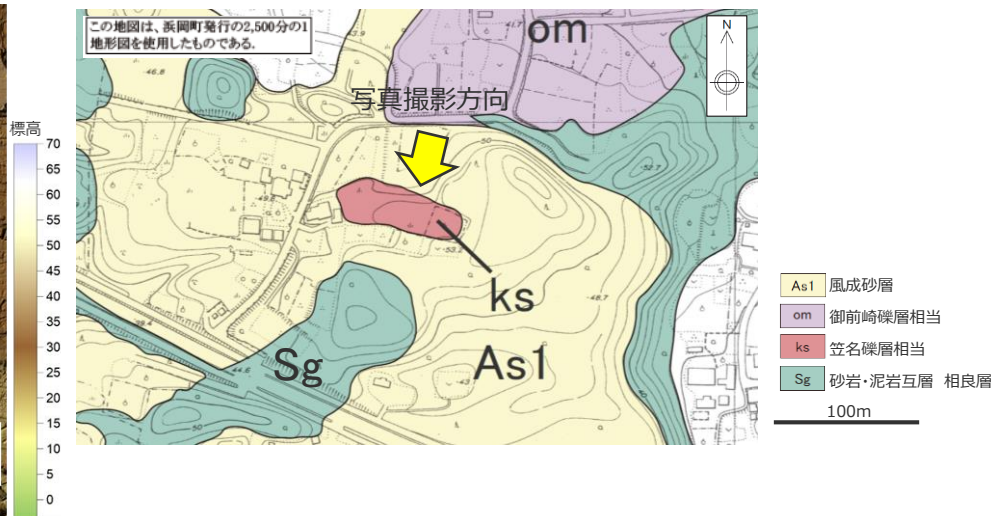 この地図は、浜岡町発行の2,500分の1
地形図を使用したものである.
om
N
写真撮影方向
標高
70
65
60
55
50
45
40
35
30
25
20
15
10
5
0
ks
Sg
As1
As1 風成砂層
om 御前崎礫層相当
ks 笠名礫層相当
Sg 砂岩・泥岩互層 相良層
100m